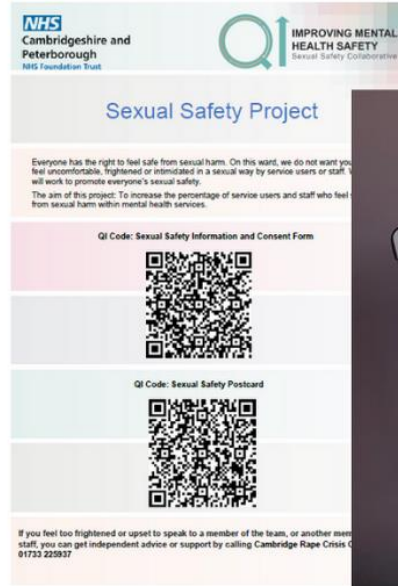 NHS
Cambridgeshire and
Peterborough
NHS Foundation Trust
QI
IMPROVING MENTAL
HEALTH SAFETY
Sexual Safety Collaborative
Sexual Safety Project
Everyone has the right to feel safe from sexual harm. On this ward, we do not want you
feel uncomfortable, frightened or intimidated in a sexual way by service users or staff.
will work to promote everyone's sexual safety.
The aim of this project: To increase the percentage of service users and staff who feel
from sexual harm within mental health services.
QI Code: Sexual Safety Information and Consent Form
QI Code: Sexual Safety Postcard
If you feel too frightened or upset to speak to a member of the team, or another
staff, you can get independent advice or support by calling Cambridge Rape Crisis
01733 225937